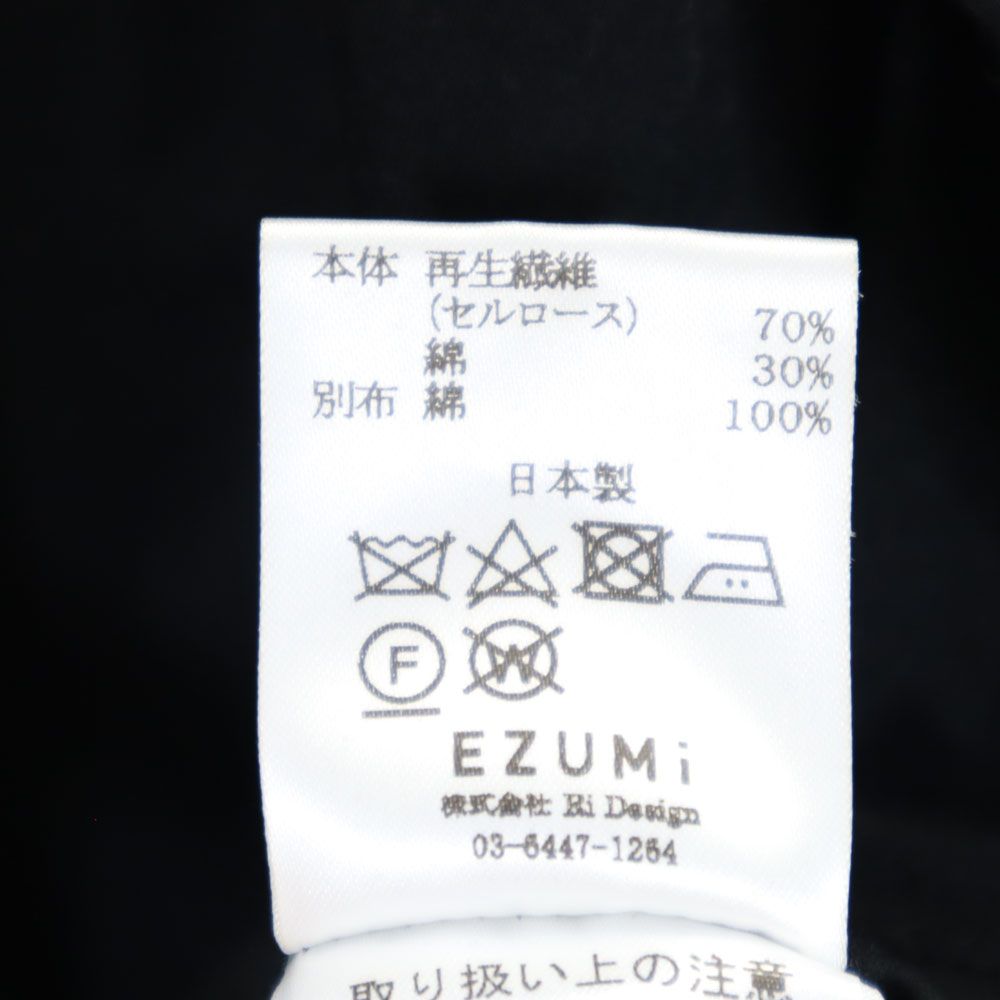 本体 再生繊維
(セルロース) 70%
綿 30%
別布 綿 100%
日本製
F W
EZUMi
株式會社 Ri Design
03-6447-1264
取り扱い上の注意